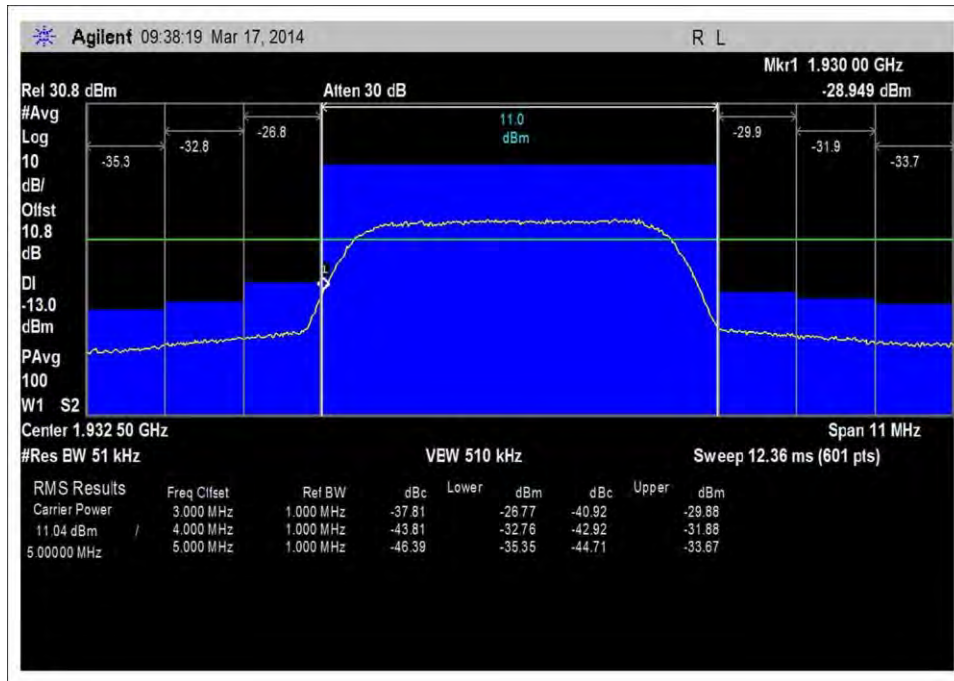 Agilent 09:38:19 Mar 17, 2014 R L
Mkr1 1.930 00 GHz
Ref 30.8 dBm Atten 30 dB -28.949 dBm
#Avg
Log
10
dB/
Offst
10.8
dB
DI
-13.0
dBm
PAvg
100
W1 S2
11.0
dBm
-35.3 -32.8 -26.8 -29.9 -31.9 -33.7
1
Center 1.932 50 GHz Span 11 MHz
#Res BW 51 kHz VBW 510 kHz Sweep 12.36 ms (601 pts)
RMS Results Freq Offset Ref BW dBc Lower dBm dBc Upper dBm
Carrier Power 3.000 MHz 1.000 MHz -37.81 -26.77 -40.92 -29.88
11.04 dBm / 4.000 MHz 1.000 MHz -43.81 -32.76 -42.92 -31.88
5.00000 MHz 5.000 MHz 1.000 MHz -46.39 -35.35 -44.71 -33.67